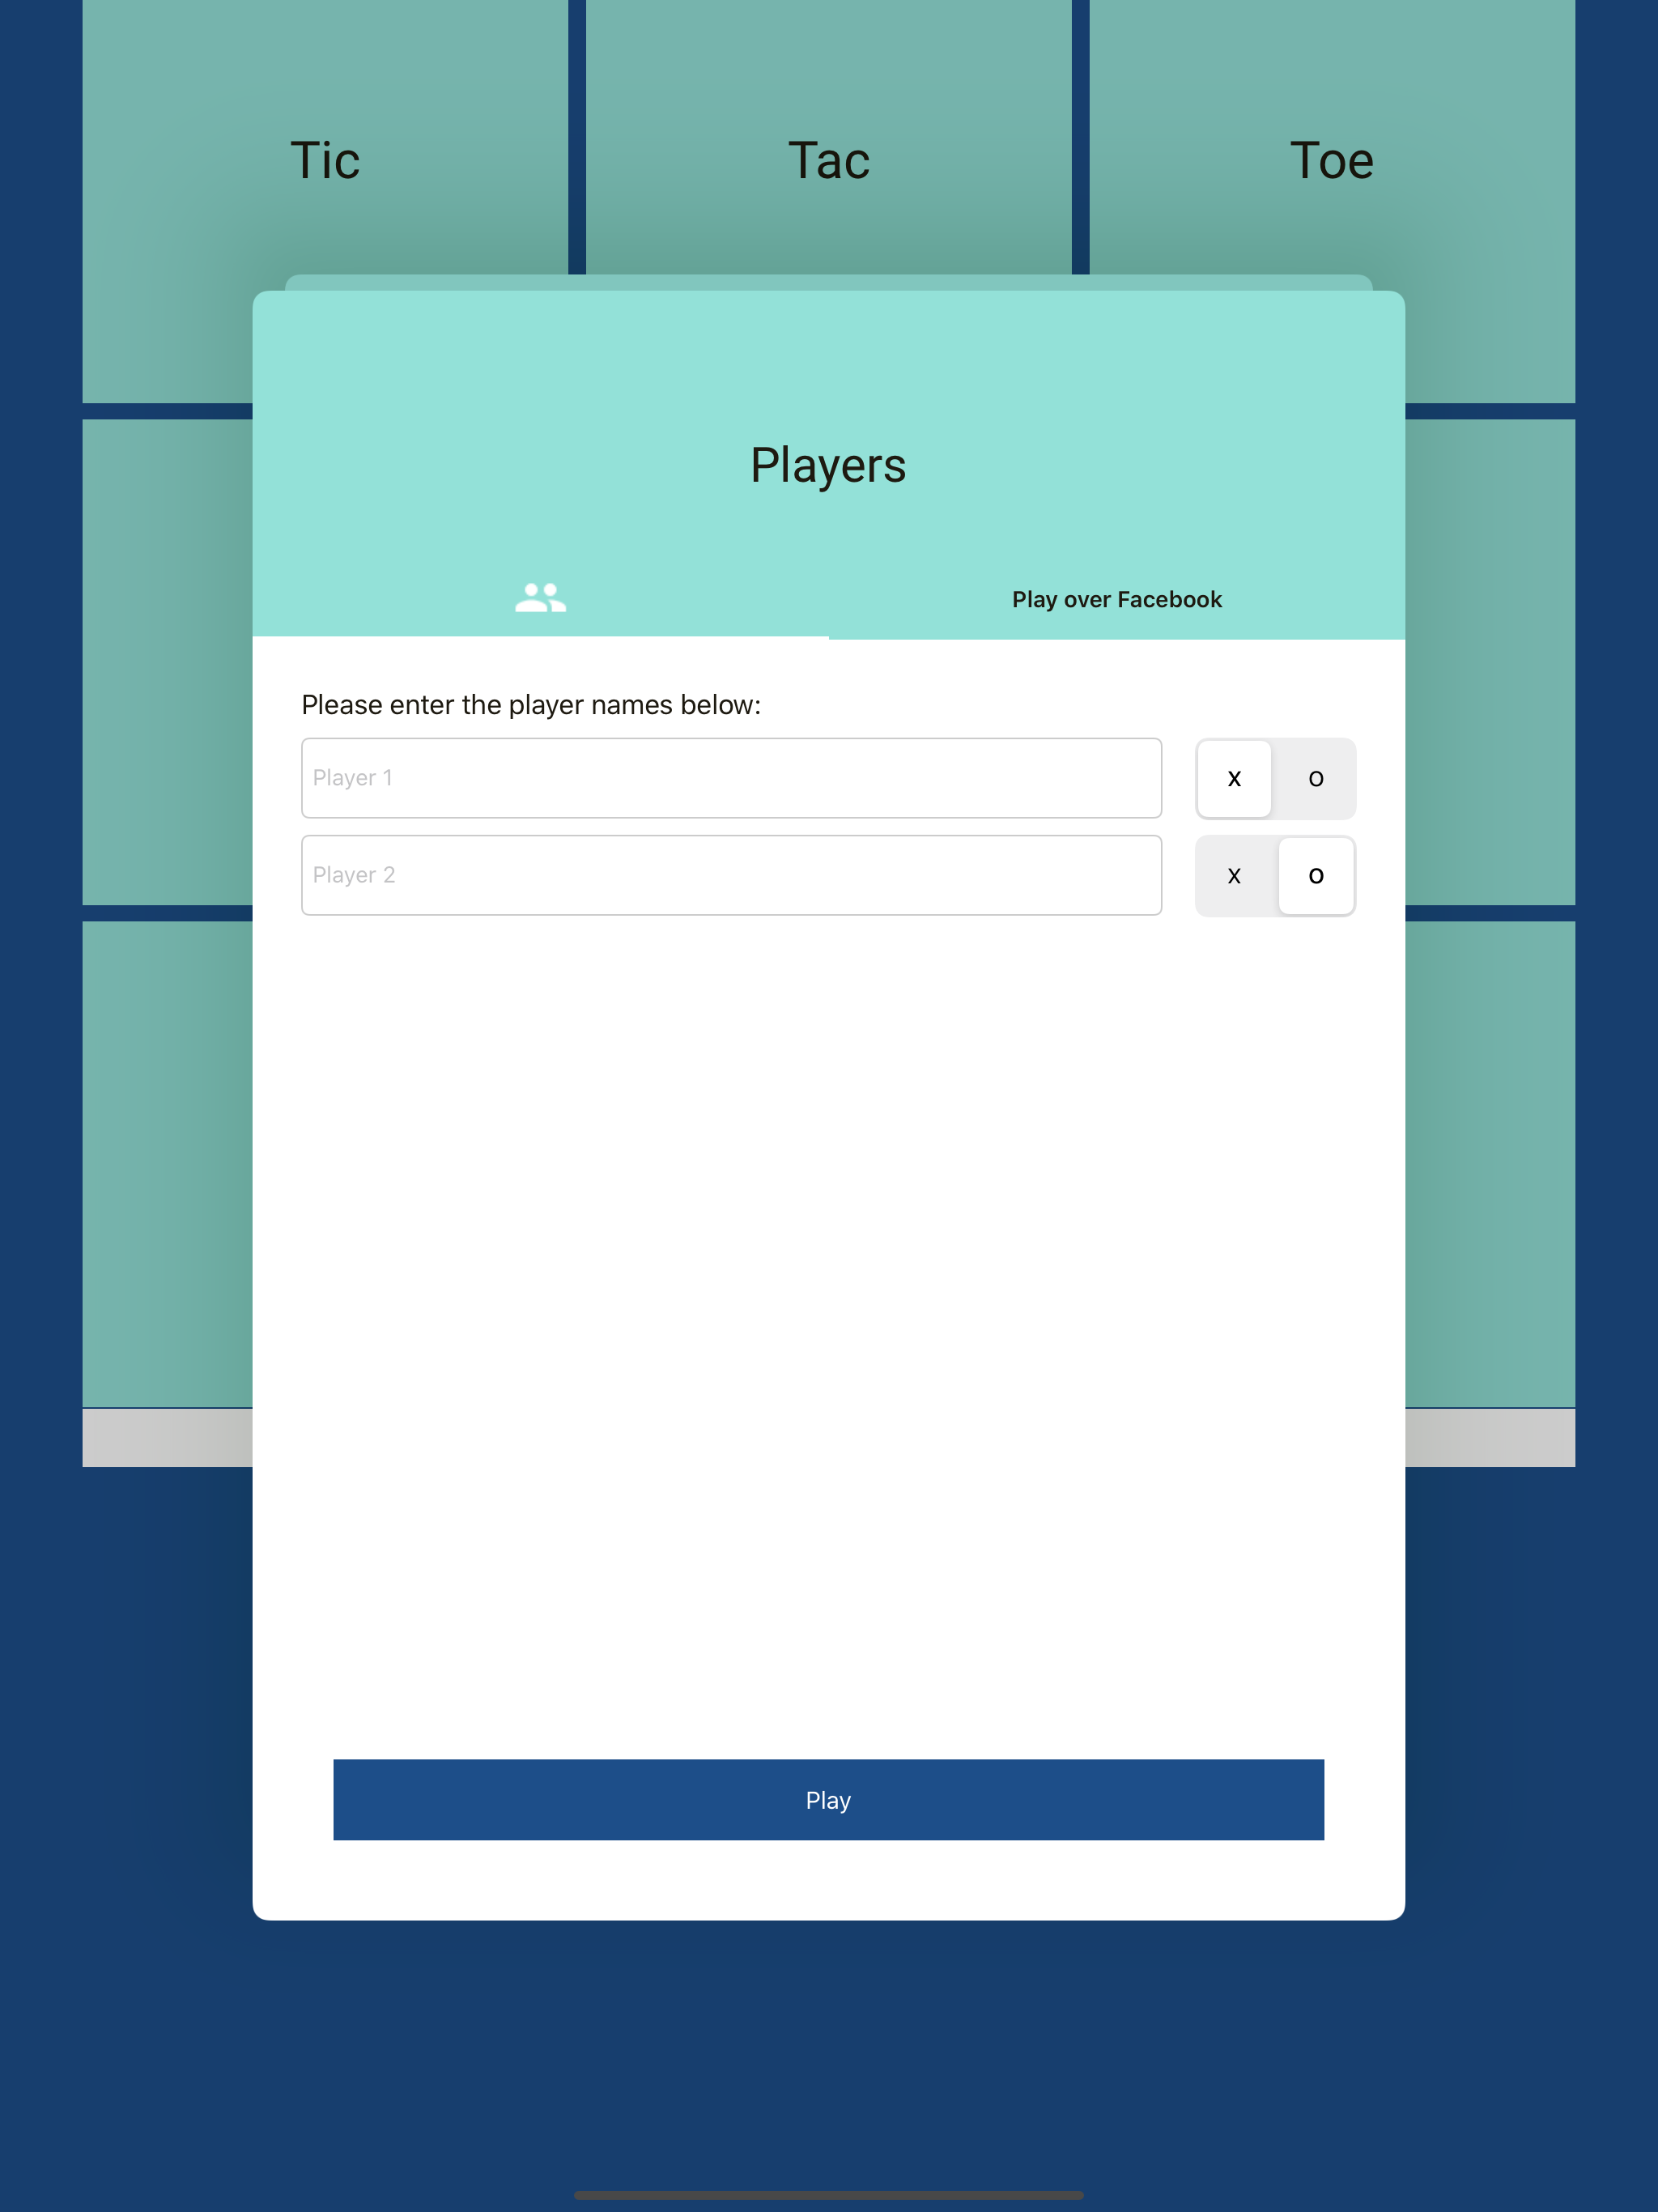 Tic Tac Toe
Players
Play over Facebook
Please enter the player names below:
Player 1 x o
Player 2 x o
Play